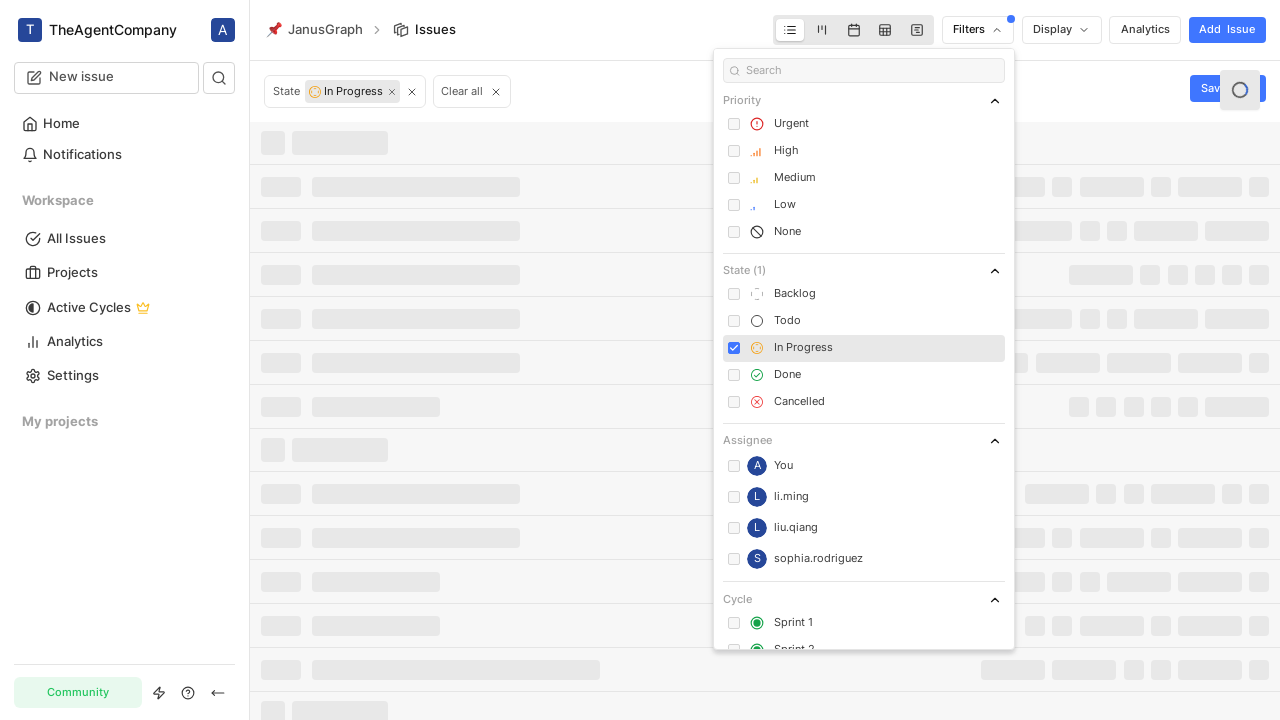 T TheAgentCompany A
New issue
Home
Notifications
Workspace
All Issues
Projects
Active Cycles
Analytics
Settings
My projects
Community
JanusGraph Issues
Filters
Display
Analytics
Add Issue
State In Progress
Clear all
Search
Priority
Urgent
High
Medium
Low
None
State (1)
Backlog
Todo
In Progress
Done
Cancelled
Assignee
A You
L li.ming
L liu.qiang
S sophia.rodriguez
Cycle
Sprint 1
Sprint 2